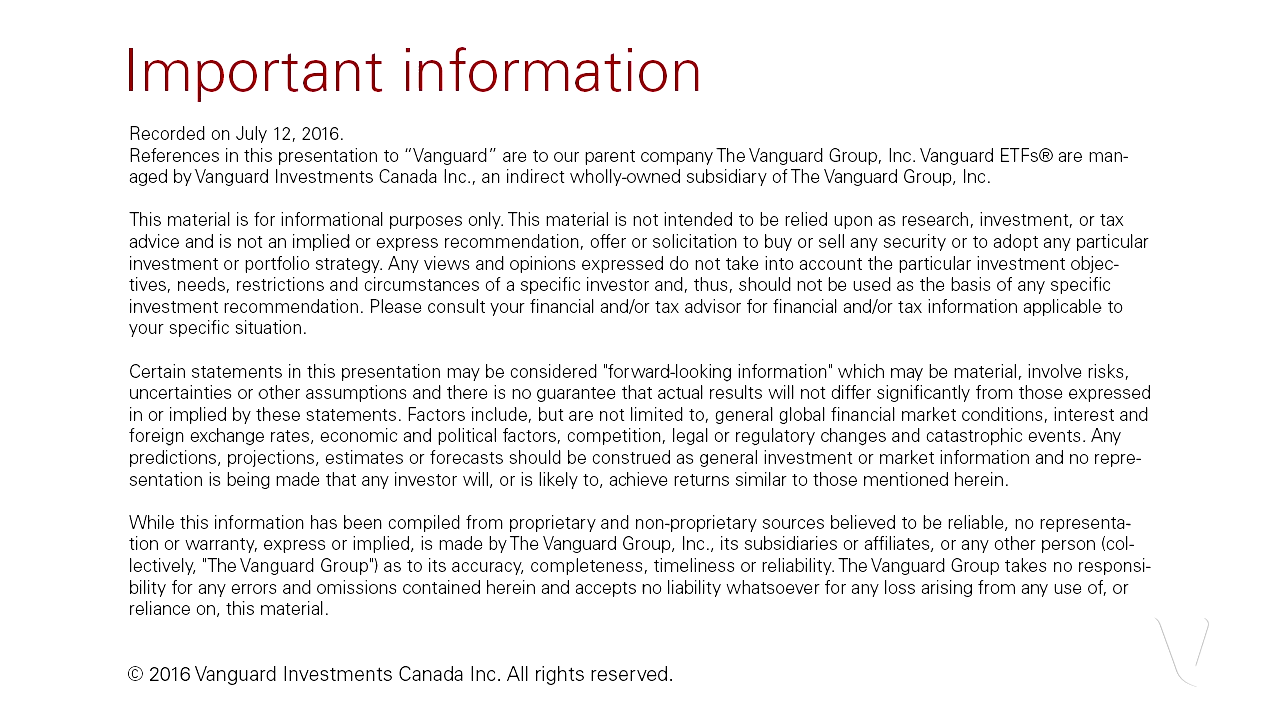 Important information
Recorded on July 12, 2016.
References in this presentation to “Vanguard” are to our parent company The Vanguard Group, Inc. Vanguard ETFs® are man-
aged by Vanguard Investments Canada Inc., an indirect wholly-owned subsidiary of The Vanguard Group, Inc.
This material is for informational purposes only. This material is not intended to be relied upon as research, investment, or tax
advice and is not an implied or express recommendation, offer or solicitation to buy or sell any security or to adopt any particular
investment or portfolio strategy. Any views and opinions expressed do not take into account the particular investment objec-
tives, needs, restrictions and circumstances of a specific investor and, thus, should not be used as the basis of any specific
investment recommendation. Please consult your financial and/or tax advisor for financial and/or tax information applicable to
your specific situation.
Certain statements in this presentation may be considered "forward-looking information" which may be material, involve risks,
uncertainties or other assumptions and there is no guarantee that actual results will not differ significantly from those expressed
in or implied by these statements. Factors include, but are not limited to, general global financial market conditions, interest and
foreign exchange rates, economic and political factors, competition, legal or regulatory changes and catastrophic events. Any
predictions, projections, estimates or forecasts should be construed as general investment or market information and no repre-
sentation is being made that any investor will, or is likely to, achieve returns similar to those mentioned herein.
While this information has been compiled from proprietary and non-proprietary sources believed to be reliable, no representa-
tion or warranty, express or implied, is made by The Vanguard Group, Inc., its subsidiaries or affiliates, or any other person (col-
lectively, "The Vanguard Group") as to its accuracy, completeness, timeliness or reliability. The Vanguard Group takes no responsi-
bility for any errors and omissions contained herein and accepts no liability whatsoever for any loss arising from any use of, or
reliance on, this material.
© 2016 Vanguard Investments Canada Inc. All rights reserved.